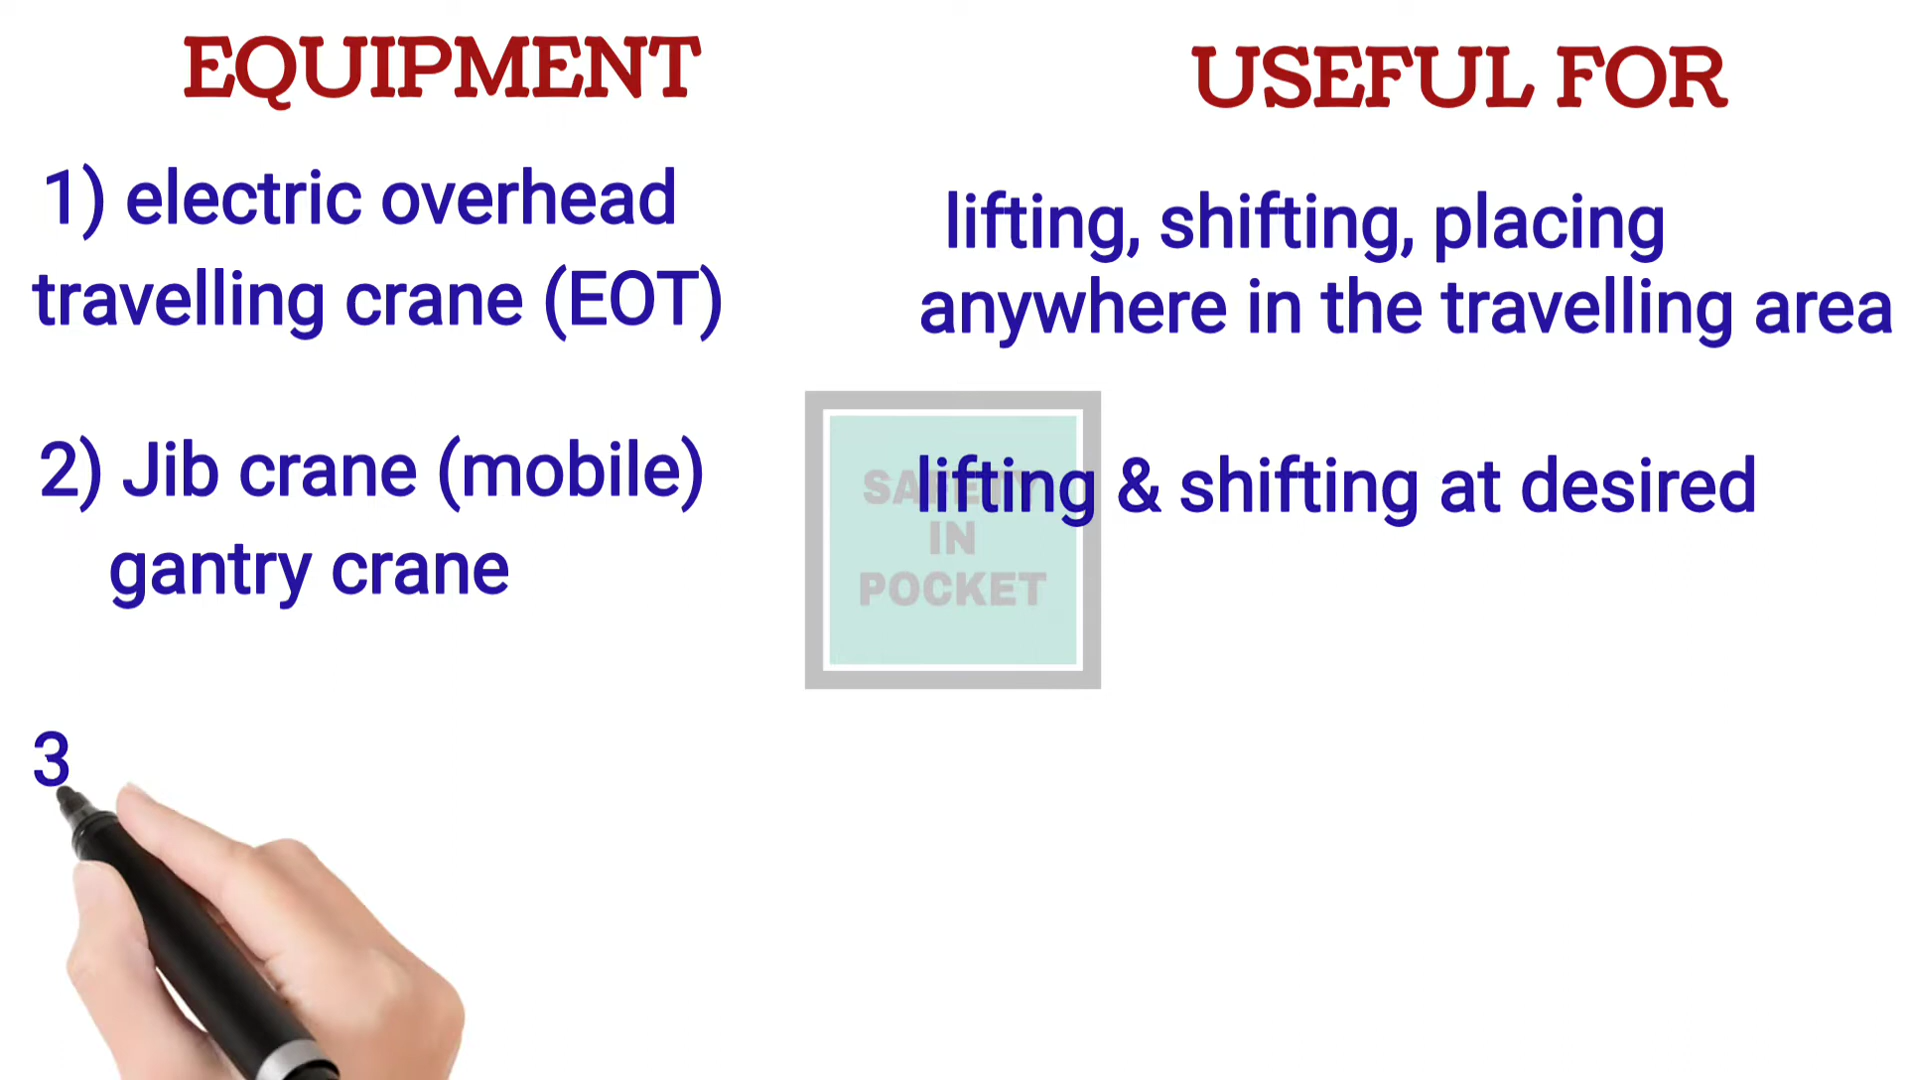 EQUIPMENT
USEFUL FOR
1) electric overhead
travelling crane (EOT)
lifting, shifting, placing
anywhere in the travelling area
2) Jib crane (mobile)
gantry crane
lifting & shifting at desired
SAFETY
IN
POCKET
3